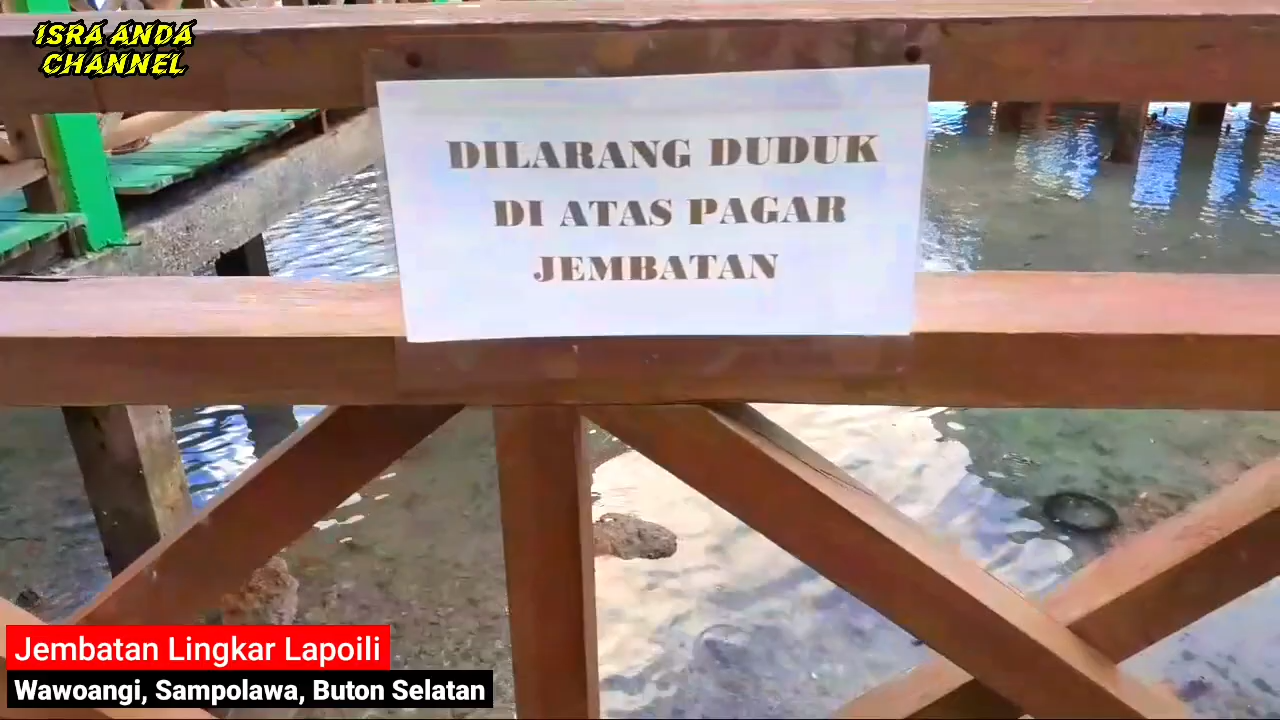 ISRA ANDA
CHANNEL
DILARANG DUDUK
DI ATAS PAGAR
JEMBATAN
Jembatan Lingkar Lapoili
Wawoangi, Sampolawa, Buton Selatan